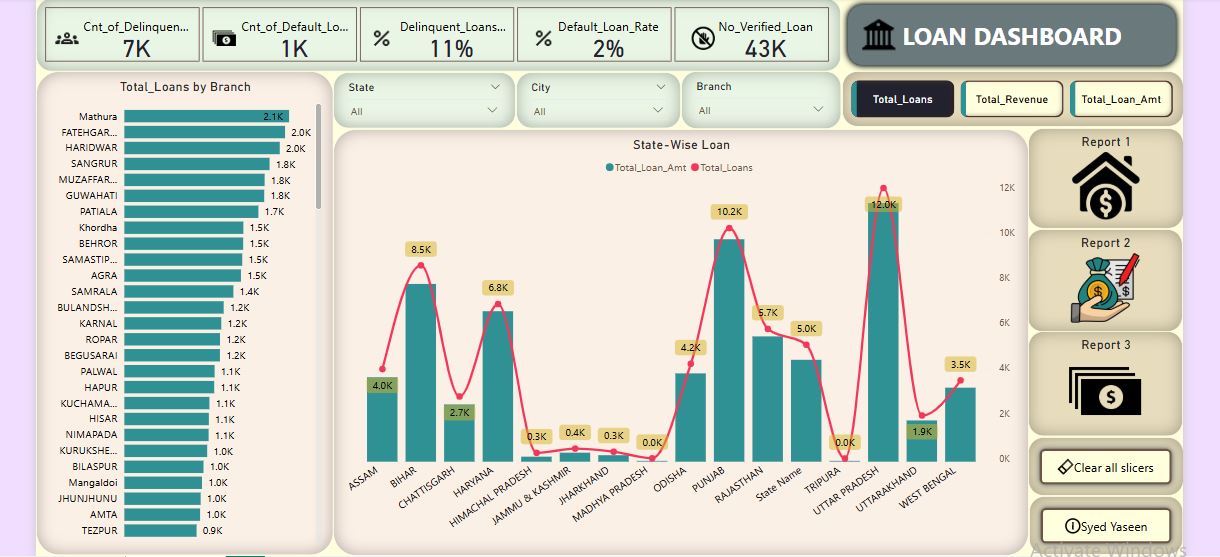 Cnt_of_Delinquen...
7K
Cnt_of_Default_Lo...
1K
Delinquent_Loans...
11%
Default_Loan_Rate
2%
No_Verified_Loan
43K
LOAN DASHBOARD
Total_Loans by Branch
Mathura 2.1K
FATEHGAR... 2.0K
HARIDWAR 2.0K
SANGRUR 1.8K
MUZAFFAR... 1.8K
GUWAHATI 1.8K
PATIALA 1.7K
Khordha 1.5K
BEHROR 1.5K
SAMASTIP... 1.5K
AGRA 1.5K
SAMRALA 1.4K
BULANDSH... 1.2K
KARNAL 1.2K
ROPAR 1.2K
BEGUSARAI 1.2K
PALWAL 1.1K
HAPUR 1.1K
KUCHAMA... 1.1K
HISAR 1.1K
NIMAPADA 1.1K
KURUKSHE... 1.0K
BILASPUR 1.0K
Mangaldoi 1.0K
JHUNJHUNU 1.0K
AMTA 1.0K
TEZPUR 0.9K
State
All
City
All
Branch
All
Total_Loans
Total_Revenue
Total_Loan_Amt
State-Wise Loan
Total_Loan_Amt Total_Loans
4.0K
8.5K
2.7K
6.8K
0.3K
0.4K
0.3K
0.0K
4.2K
10.2K
5.7K
5.0K
0.0K
12.0K
1.9K
3.5K
12K
10K
8K
6K
4K
2K
0K
ASSAM
BIHAR
CHATTISGARH
HARYANA
HIMACHAL PRADESH
JAMMU & KASHMIR
JHARKHAND
MADHYA PRADESH
ODISHA
PUNJAB
RAJASTHAN
State Name
TRIPURA
UTTAR PRADESH
UTTARAKHAND
WEST BENGAL
Report 1
Report 2
Report 3
Clear all slicers
Syed Yaseen
Activate Windows